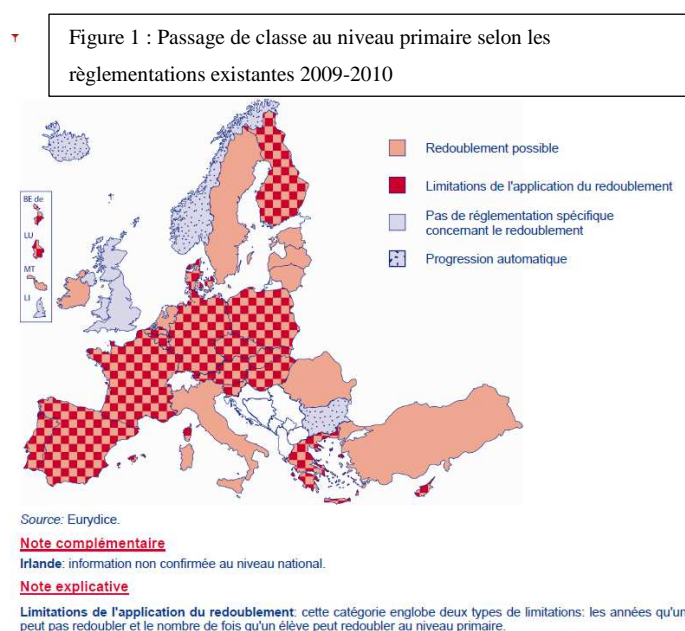 Figure 1 : Passage de classe au niveau primaire selon les
règlementations existantes 2009-2010
Redoublement possible
Limitations de l'application du redoublement
Pas de réglementation spécifique
concernant le redoublement
Progression automatique
BE de
LU
MT
LI
Source: Eurydice.
Note complémentaire
Irlande: information non confirmée au niveau national.
Note explicative
Limitations de l'application du redoublement: cette catégorie englobe deux types de limitations: les années qu'un
peut pas redoubler et le nombre de fois qu'un élève peut redoubler au niveau primaire.